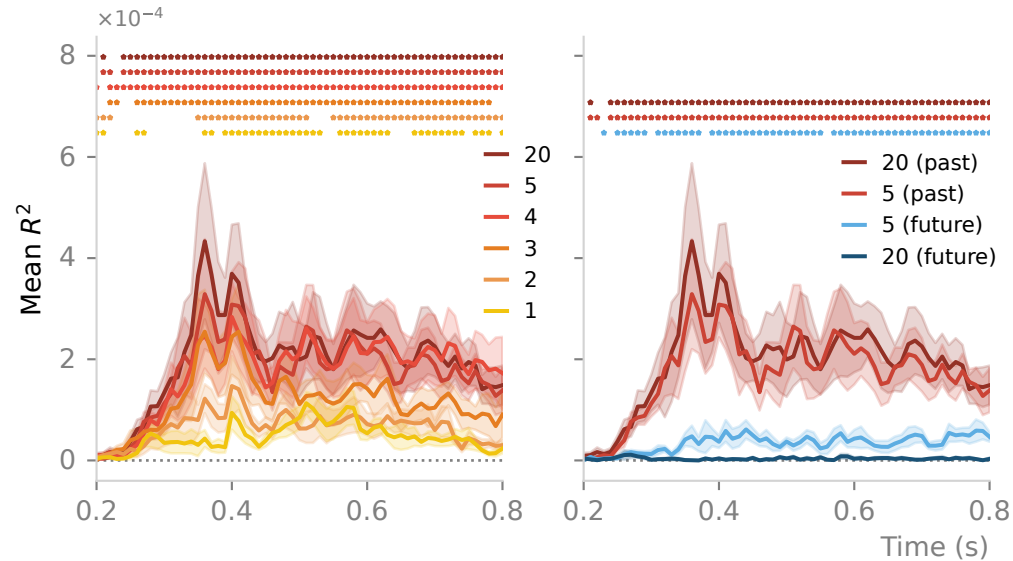 ×10⁻⁴
8
6
4
2
0
Mean R²
20
5
4
3
2
1
0.2 0.4 0.6 0.8
20 (past)
5 (past)
5 (future)
20 (future)
0.2 0.4 0.6 0.8
Time (s)